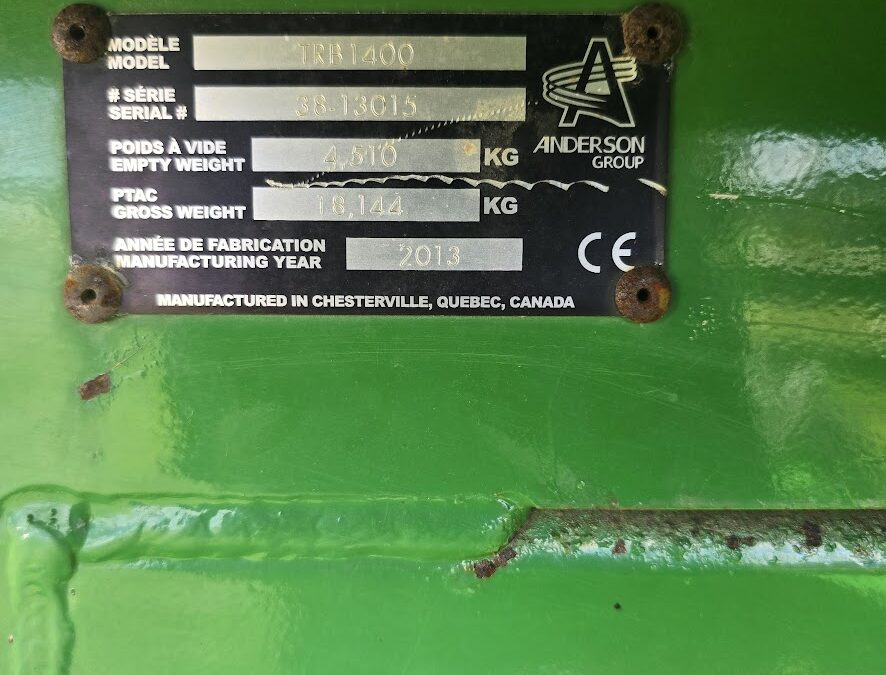 MODÈLE
MODEL
TRB1400
# SÉRIE
SERIAL #
38-13015
POIDS À VIDE
EMPTY WEIGHT
4,510 KG
PTAC
GROSS WEIGHT
18,144 KG
ANNÉE DE FABRICATION
MANUFACTURING YEAR
2013
ANDERSON
GROUP
CE
MANUFACTURED IN CHESTERVILLE, QUEBEC, CANADA